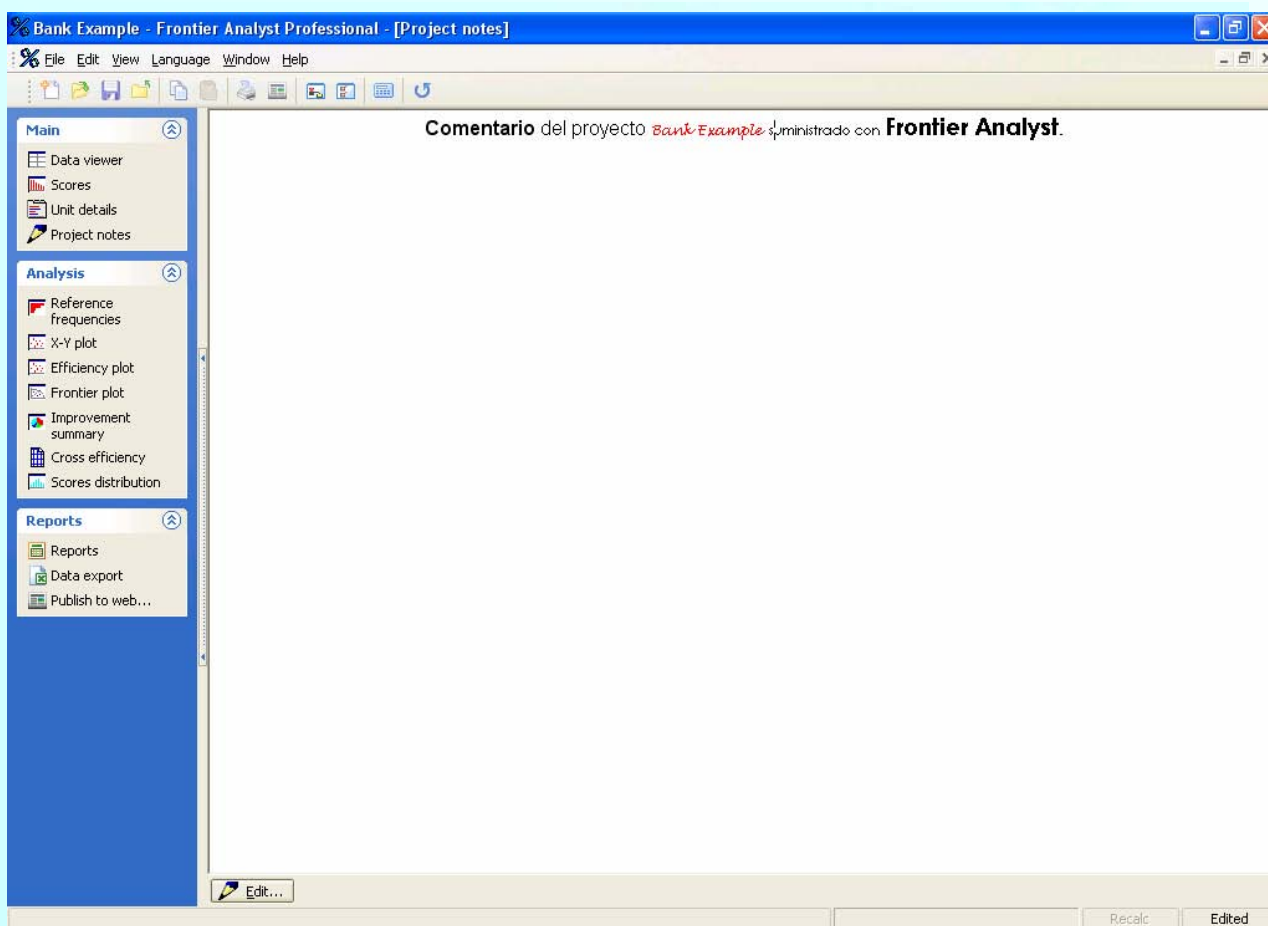 Bank Example - Frontier Analyst Professional - [Project notes]
File Edit View Language Window Help
Main
Data viewer
Scores
Unit details
Project notes
Analysis
Reference
frequencies
X-Y plot
Efficiency plot
Frontier plot
Improvement
summary
Cross efficiency
Scores distribution
Reports
Reports
Data export
Publish to web...
Comentario del proyecto Bank Example suministrado con Frontier Analyst.
Edit...
Recalc Edited